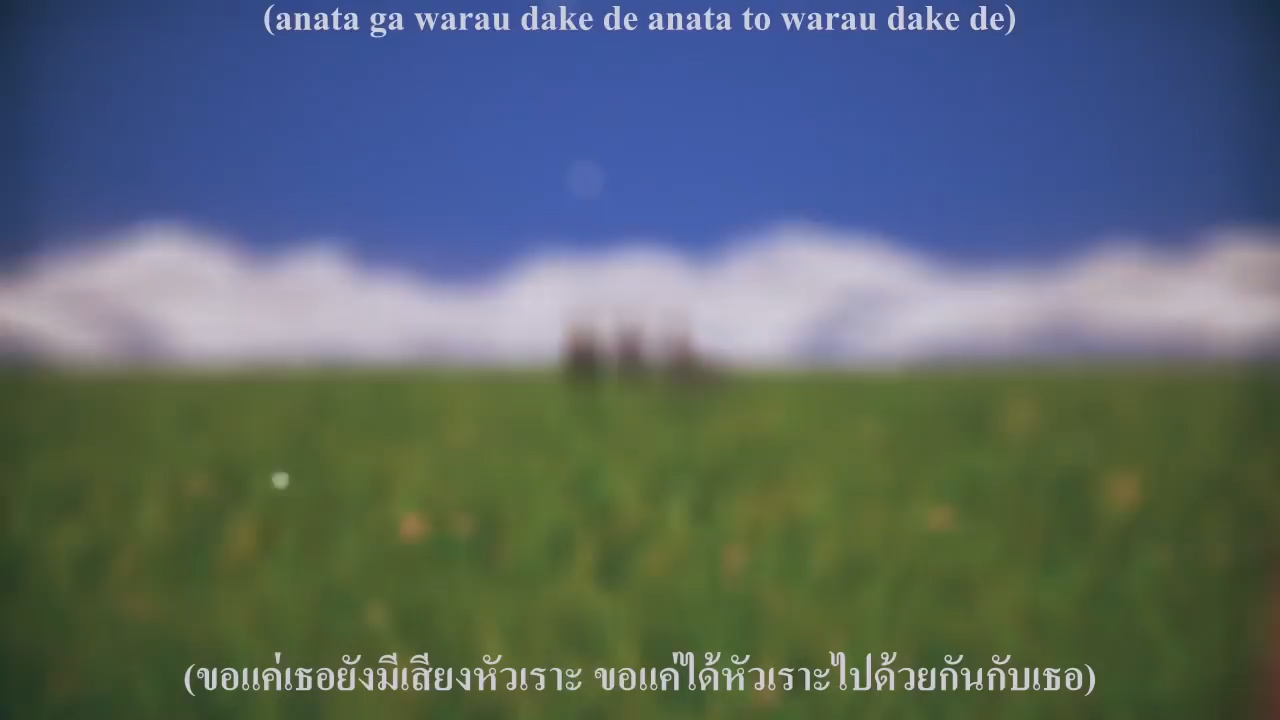 (anata ga warau dake de anata to warau dake de)
(ขอแค่เธอยังมีเสียงหัวเราะ ขอแค่ได้หัวเราะไปด้วยกันกับเธอ)